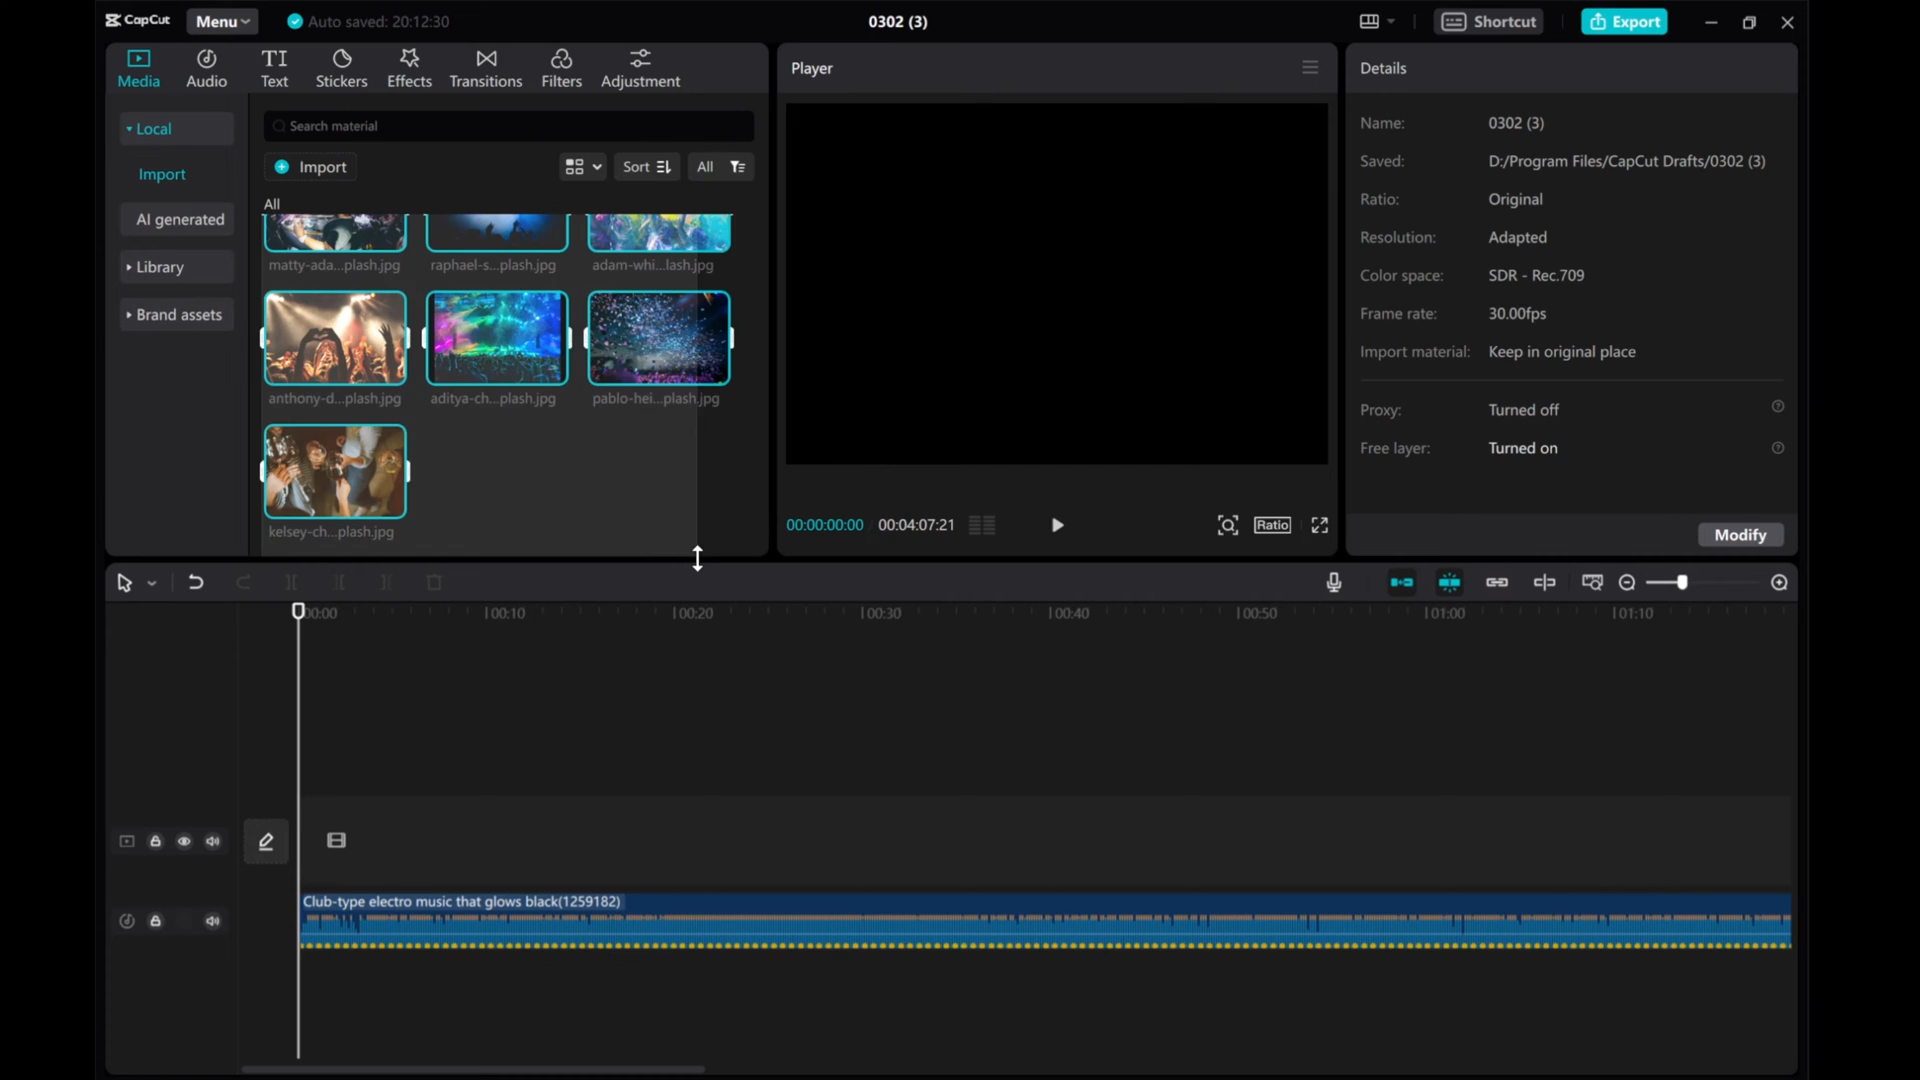 CapCut Menu Auto saved: 20:12:30 0302 (3) Shortcut Export
Media Audio TI Text Stickers Effects Transitions Filters Adjustment
Local
Import
AI generated
Library
Brand assets
Search material
Import Sort All
All
matty-ada...plash.jpg raphael-s...plash.jpg adam-whi...lash.jpg
anthony-d...plash.jpg aditya-ch...plash.jpg pablo-hei...plash.jpg
kelsey-ch...plash.jpg
Player
00:00:00:00 00:04:07:21 Ratio
Details
Name: 0302 (3)
Saved: D:/Program Files/CapCut Drafts/0302 (3)
Ratio: Original
Resolution: Adapted
Color space: SDR - Rec.709
Frame rate: 30.00fps
Import material: Keep in original place
Proxy: Turned off
Free layer: Turned on
Modify
00:00 00:10 00:20 00:30 00:40 00:50 01:00 01:10
Club-type electro music that glows black(1259182)